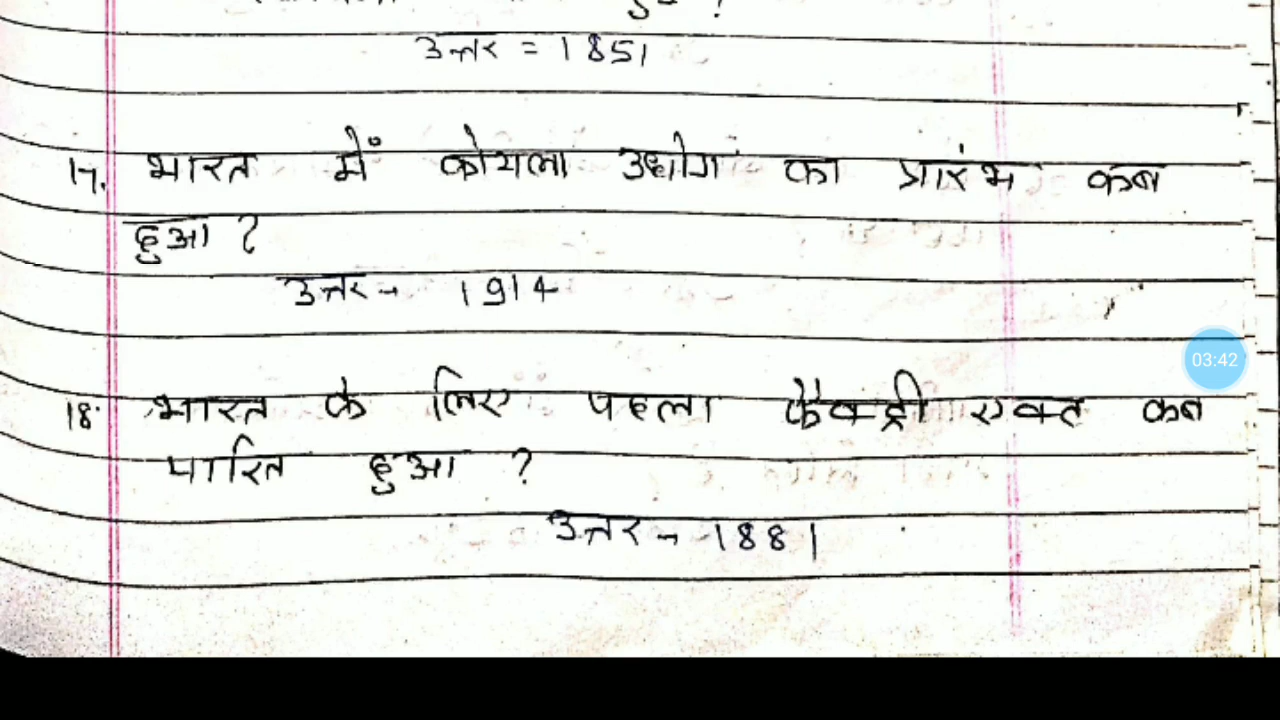 ?
उत्तर = 1851
17. भारत में कोयला उद्योग का प्रारंभ कब
हुआ ?
उत्तर - 1914
18. भारत के लिए पहला फैक्ट्री एक्ट कब
पारित हुआ ?
उत्तर - 1881
03:42